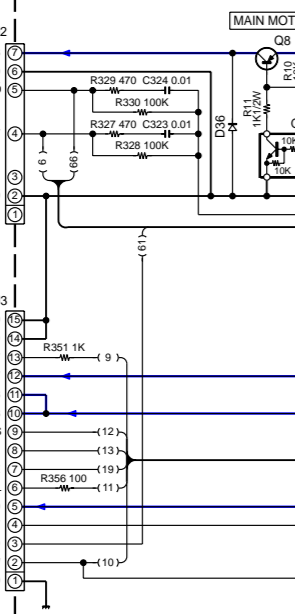 MAIN MOT
2
Q8
7
6
R329 470 C324 0.01
5
R330 100K
R10
R11
1K1/2W
R327 470 C323 0.01
D36
4
R328 100K
10K
10K
6
66
3
2
1
61
3
15
14
R351 1K
13
9
12
11
10
9
12
8
13
7
19
R356 100
6
11
5
4
3
2
10
1